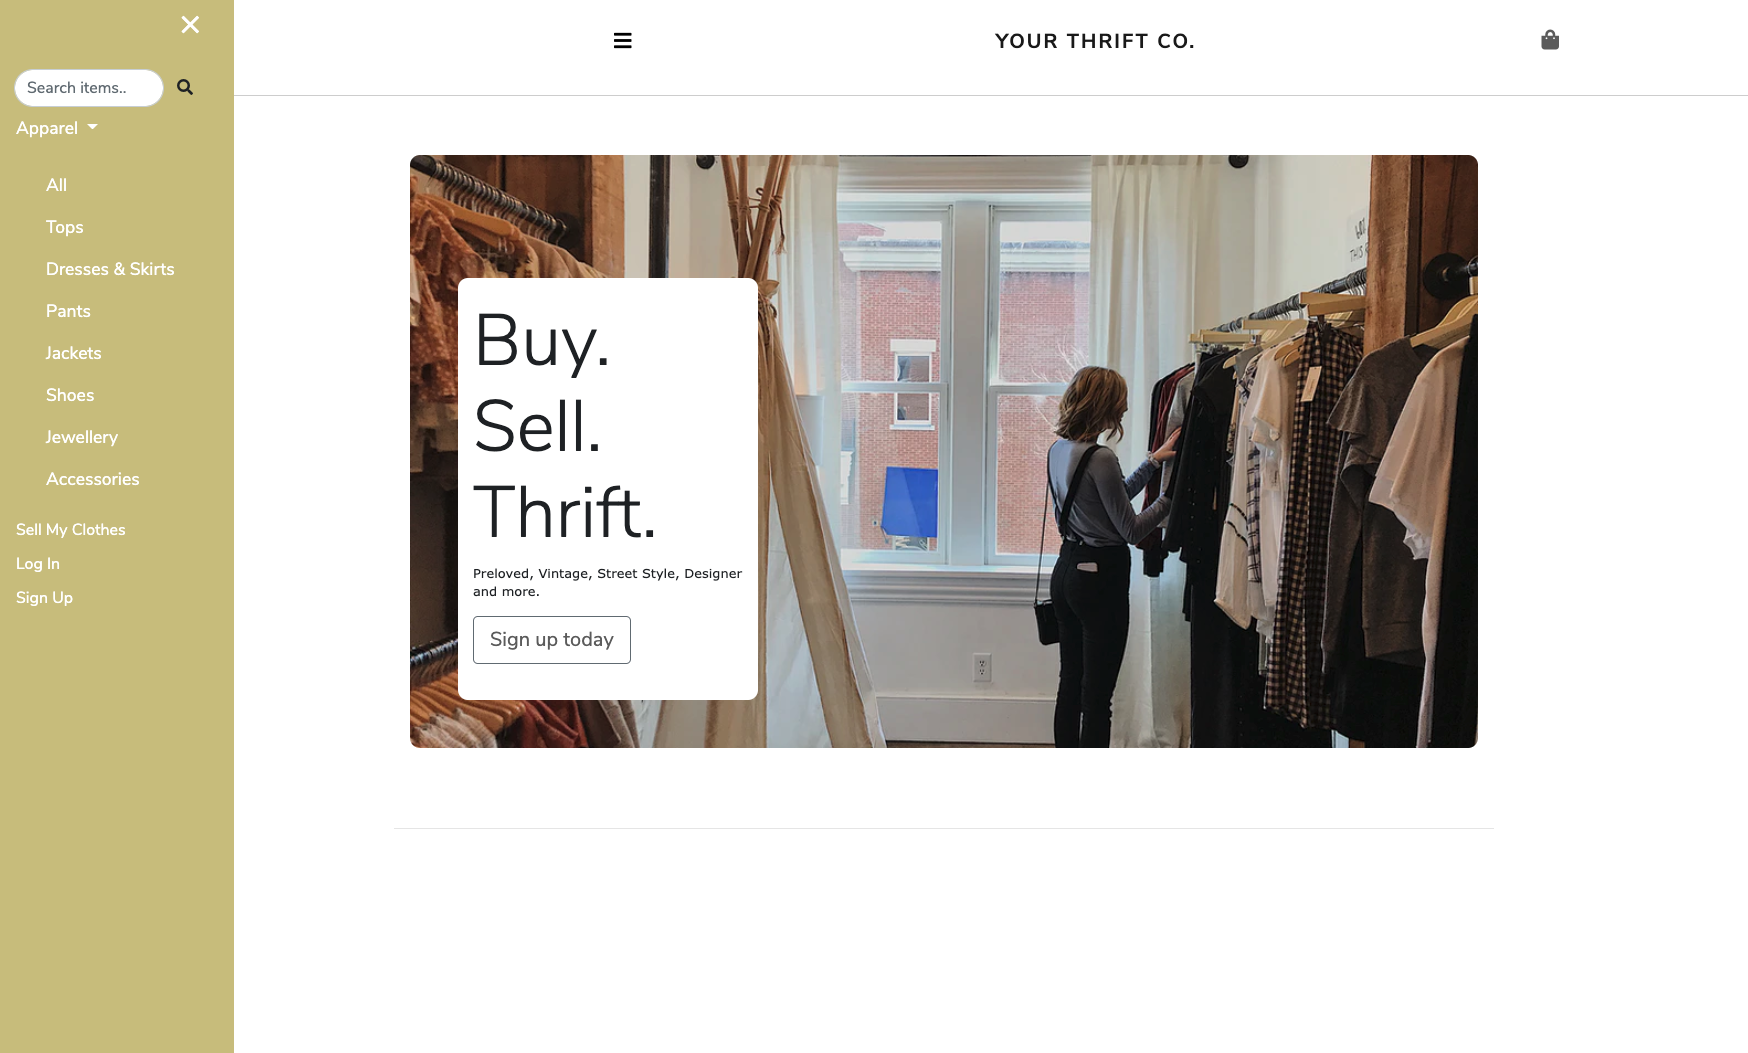 Search items..
Apparel
All
Tops
Dresses & Skirts
Pants
Jackets
Shoes
Jewellery
Accessories
Sell My Clothes
Log In
Sign Up
YOUR THRIFT CO.
Buy.
Sell.
Thrift.
Preloved, Vintage, Street Style, Designer
and more.
Sign up today